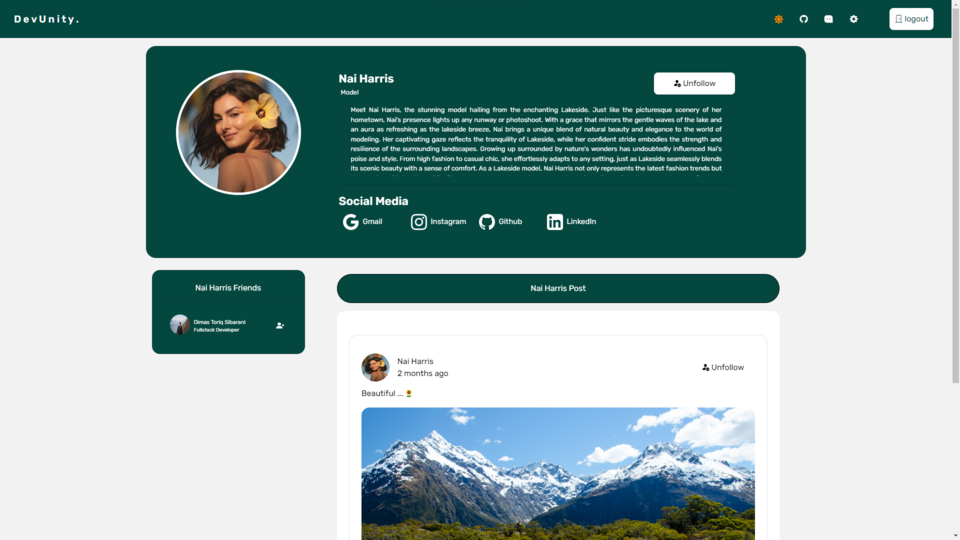 DevUnity.
logout
Nai Harris
Unfollow
Model
Meet Nai Harris, the stunning model hailing from the enchanting Lakeside. Just like the picturesque scenery of her
hometown, Nai's presence lights up any runway or photoshoot. With a grace that mirrors the gentle waves of the lake and
an aura as refreshing as the lakeside breeze, Nai brings a unique blend of natural beauty and elegance to the world of
modeling. Her captivating gaze reflects the tranquility of Lakeside, while her confident stride embodies the strength and
resilience of the surrounding landscapes. Growing up surrounded by nature's wonders has undoubtedly influenced Nai's
poise and style. From high fashion to casual chic, she effortlessly adapts to any setting, just as Lakeside seamlessly blends
its scenic beauty with a sense of comfort. As a Lakeside model, Nai Harris not only represents the latest fashion trends but
Social Media
Gmail
Instagram
Github
LinkedIn
Nai Harris Friends
Dimas Toriq Sibarani
Fullstack Developer
Nai Harris Post
Nai Harris
2 months ago
Unfollow
Beautiful ... 🌻